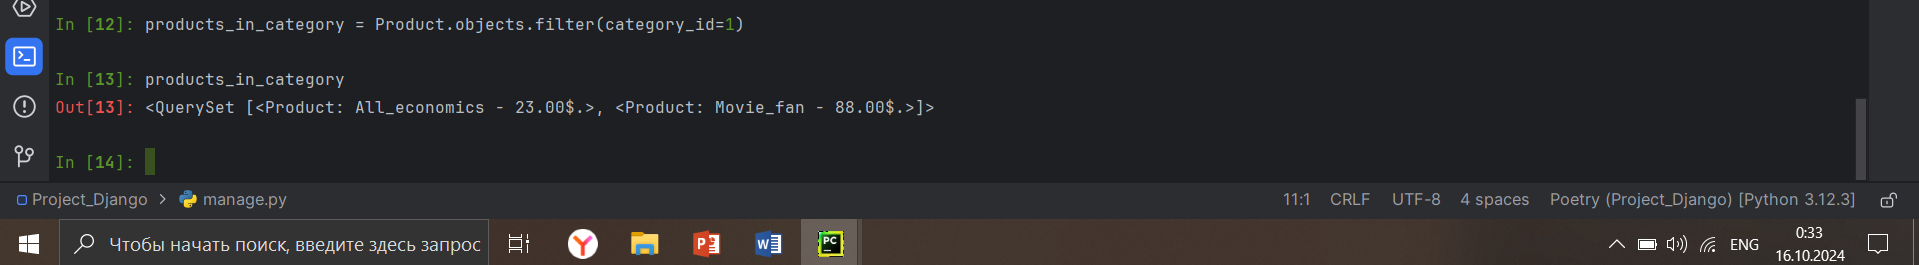 In [12]: products_in_category = Product.objects.filter(category_id=1)
In [13]: products_in_category
Out[13]: <QuerySet [<Product: All_economics - 23.00$.>, <Product: Movie_fan - 88.00$.>]>
In [14]:
Project_Django > manage.py 11:1 CRLF UTF-8 4 spaces Poetry (Project_Django) [Python 3.12.3]
Чтобы начать поиск, введите здесь запрос Y P W PC ENG 0:33
16.10.2024